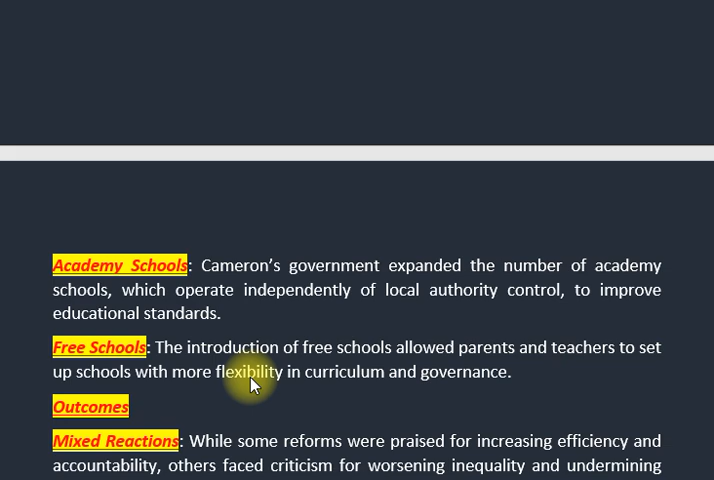 Academy Schools: Cameron’s government expanded the number of academy
schools, which operate independently of local authority control, to improve
educational standards.
Free Schools: The introduction of free schools allowed parents and teachers to set
up schools with more flexibility in curriculum and governance.
Outcomes
Mixed Reactions: While some reforms were praised for increasing efficiency and
accountability, others faced criticism for worsening inequality and undermining